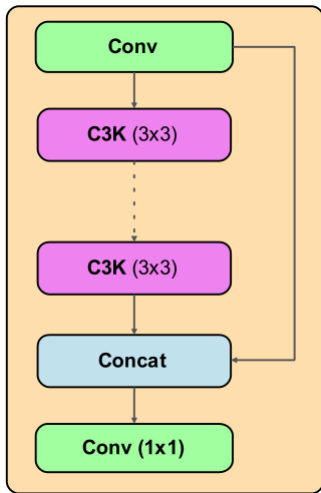 Conv
C3K (3x3)
C3K (3x3)
Concat
Conv (1x1)